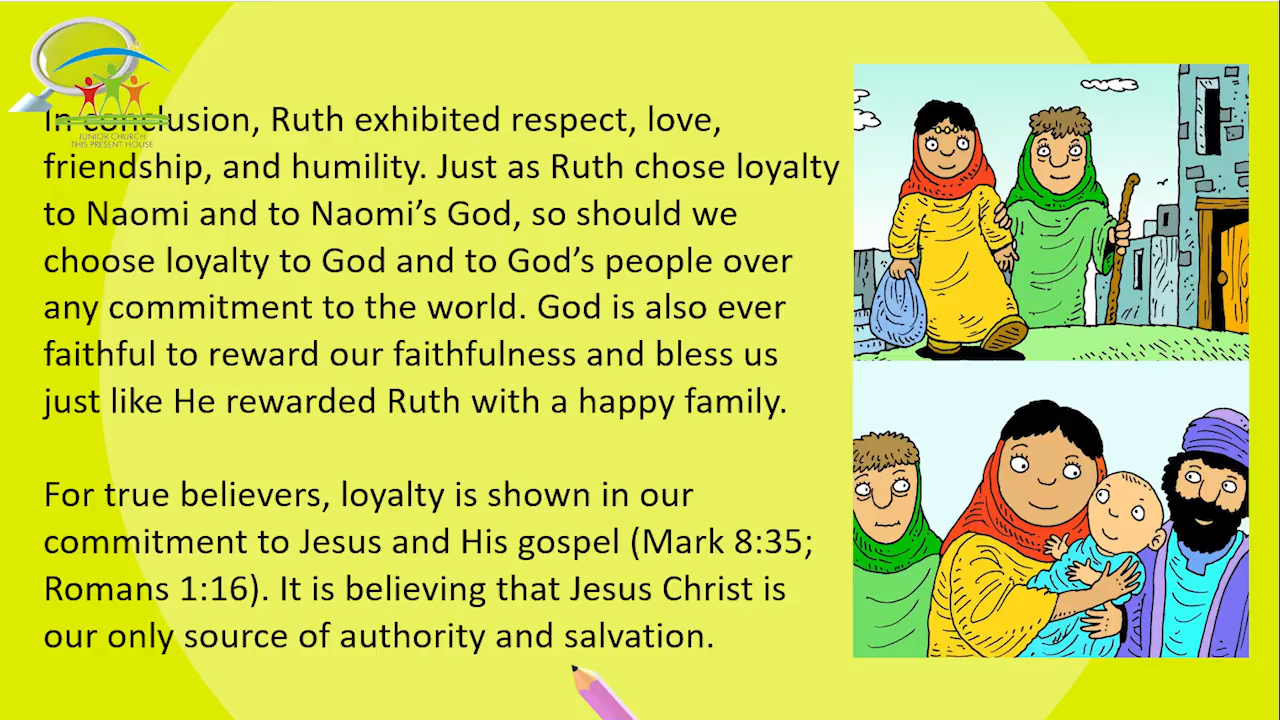 JUNIOR CHURCH
THIS PRESENT HOUSE
In conclusion, Ruth exhibited respect, love,
friendship, and humility. Just as Ruth chose loyalty
to Naomi and to Naomi’s God, so should we
choose loyalty to God and to God’s people over
any commitment to the world. God is also ever
faithful to reward our faithfulness and bless us
just like He rewarded Ruth with a happy family.
For true believers, loyalty is shown in our
commitment to Jesus and His gospel (Mark 8:35;
Romans 1:16). It is believing that Jesus Christ is
our only source of authority and salvation.